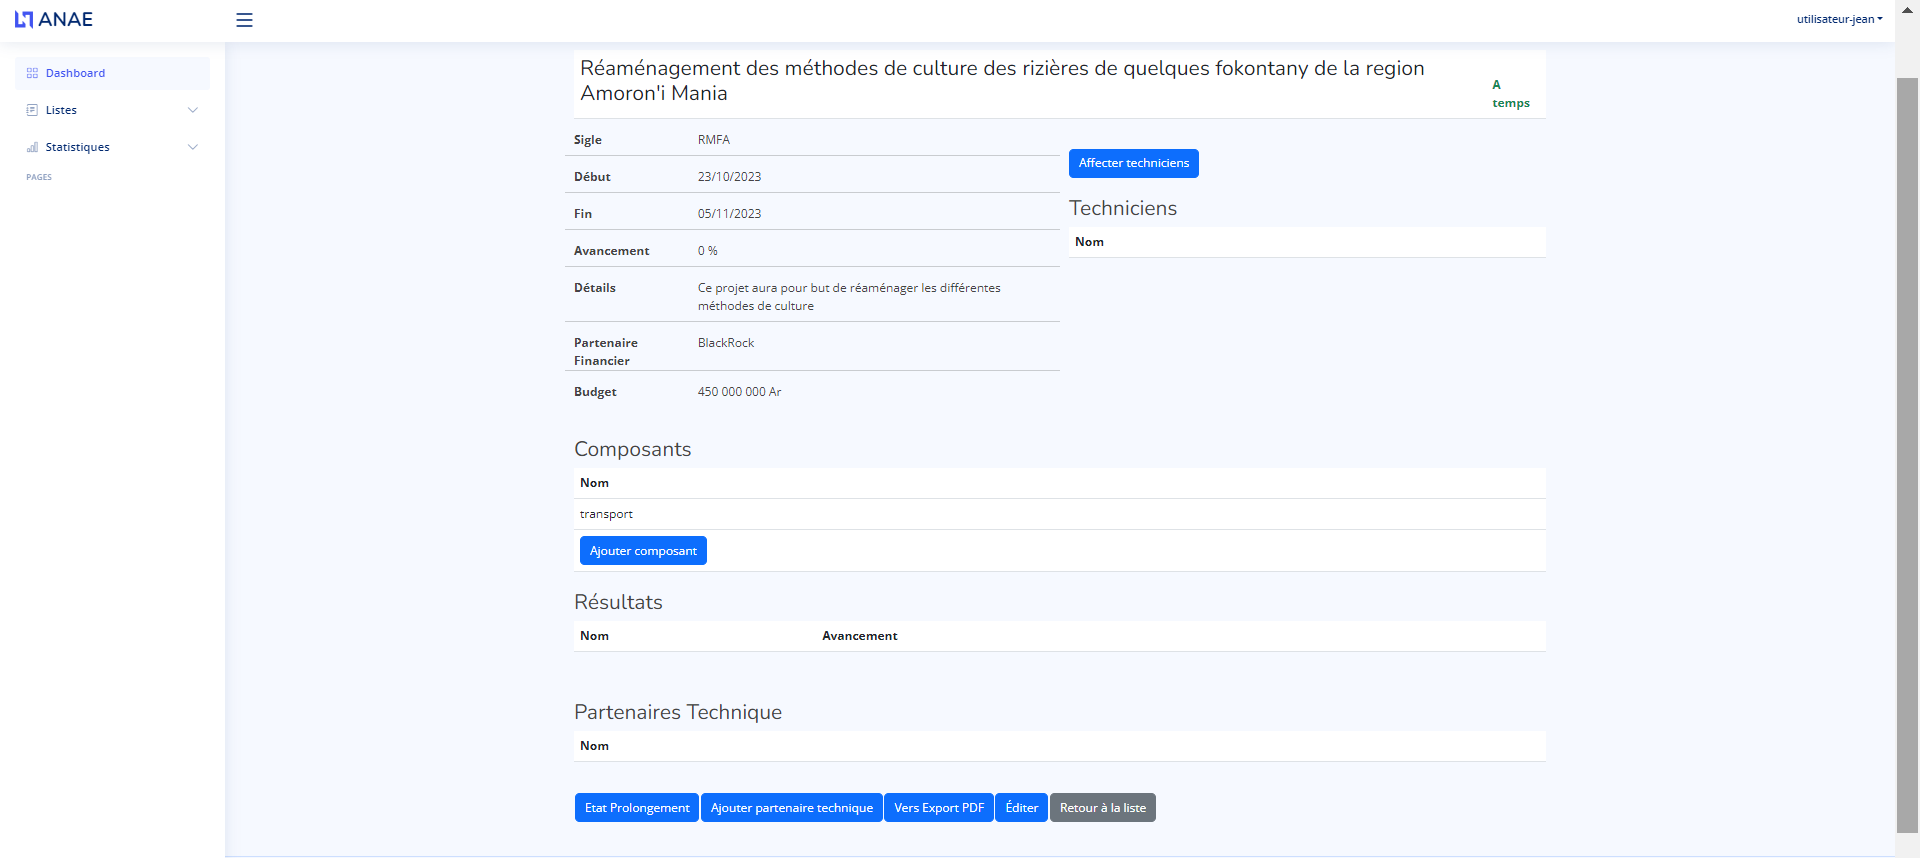 ANAE
utilisateur-jean
Dashboard
Listes
Statistiques
PAGES
Réaménagement des méthodes de culture des rizières de quelques fokontany de la region
Amoron'i Mania
A
temps
Sigle RMFA
Début 23/10/2023
Fin 05/11/2023
Avancement 0 %
Détails Ce projet aura pour but de réaménager les différentes
méthodes de culture
Partenaire BlackRock
Financier
Budget 450 000 000 Ar
Affecter techniciens
Techniciens
Nom
Composants
Nom
transport
Ajouter composant
Résultats
Nom Avancement
Partenaires Technique
Nom
Etat Prolongement Ajouter partenaire technique Vers Export PDF Éditer Retour à la liste